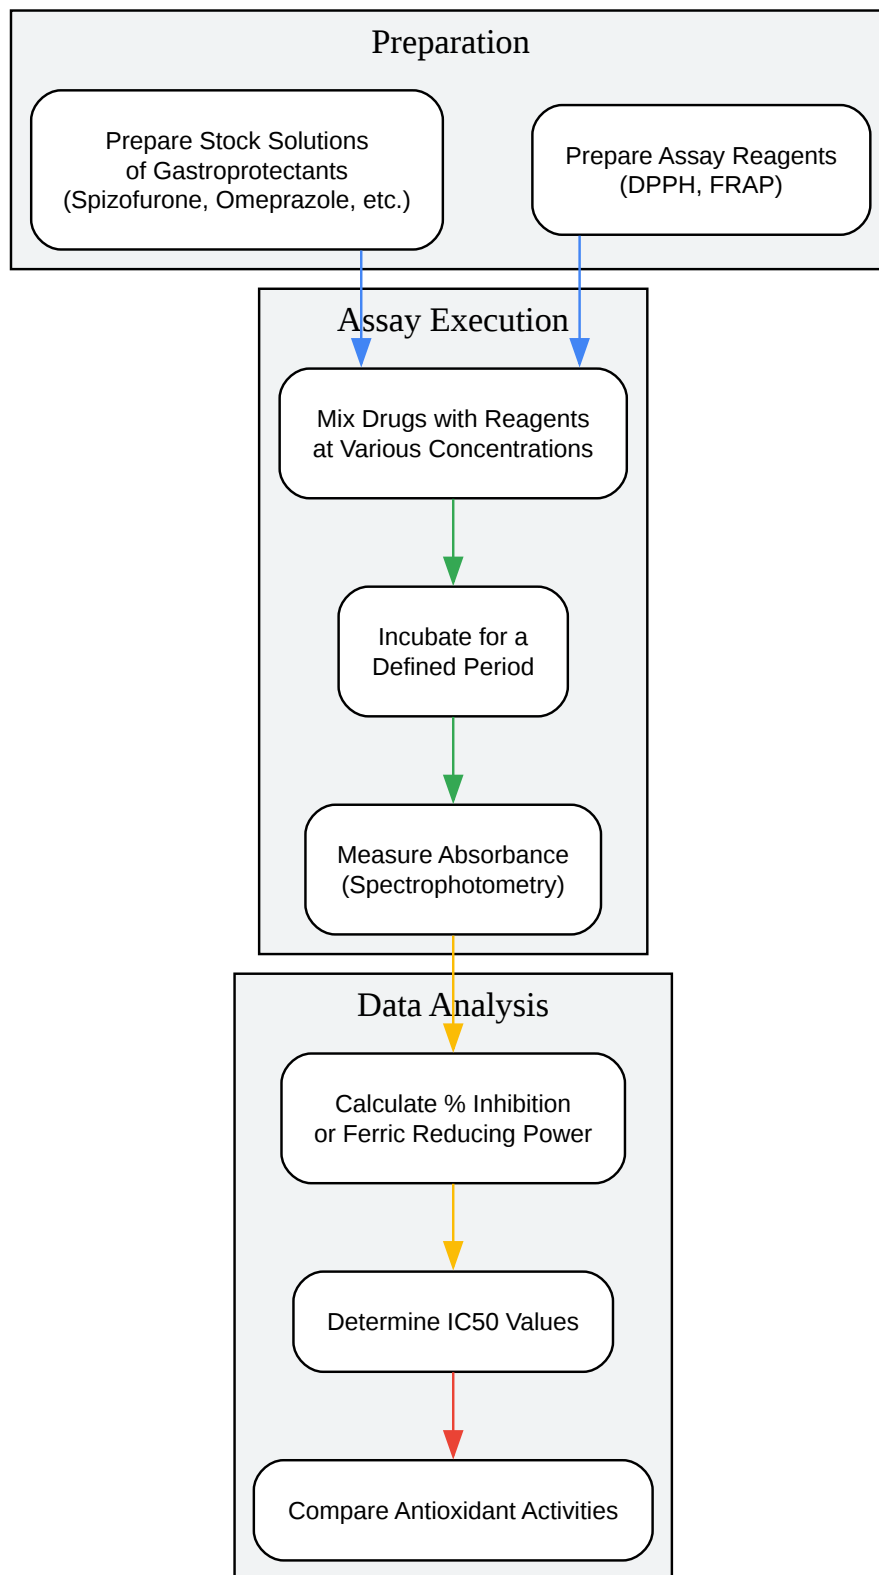 Preparation
Prepare Stock Solutions
of Gastroprotectants
(Spizofurone, Omeprazole, etc.)
Prepare Assay Reagents
(DPPH, FRAP)
Assay Execution
Mix Drugs with Reagents
at Various Concentrations
Incubate for a
Defined Period
Measure Absorbance
(Spectrophotometry)
Data Analysis
Calculate % Inhibition
or Ferric Reducing Power
Determine IC50 Values
Compare Antioxidant Activities